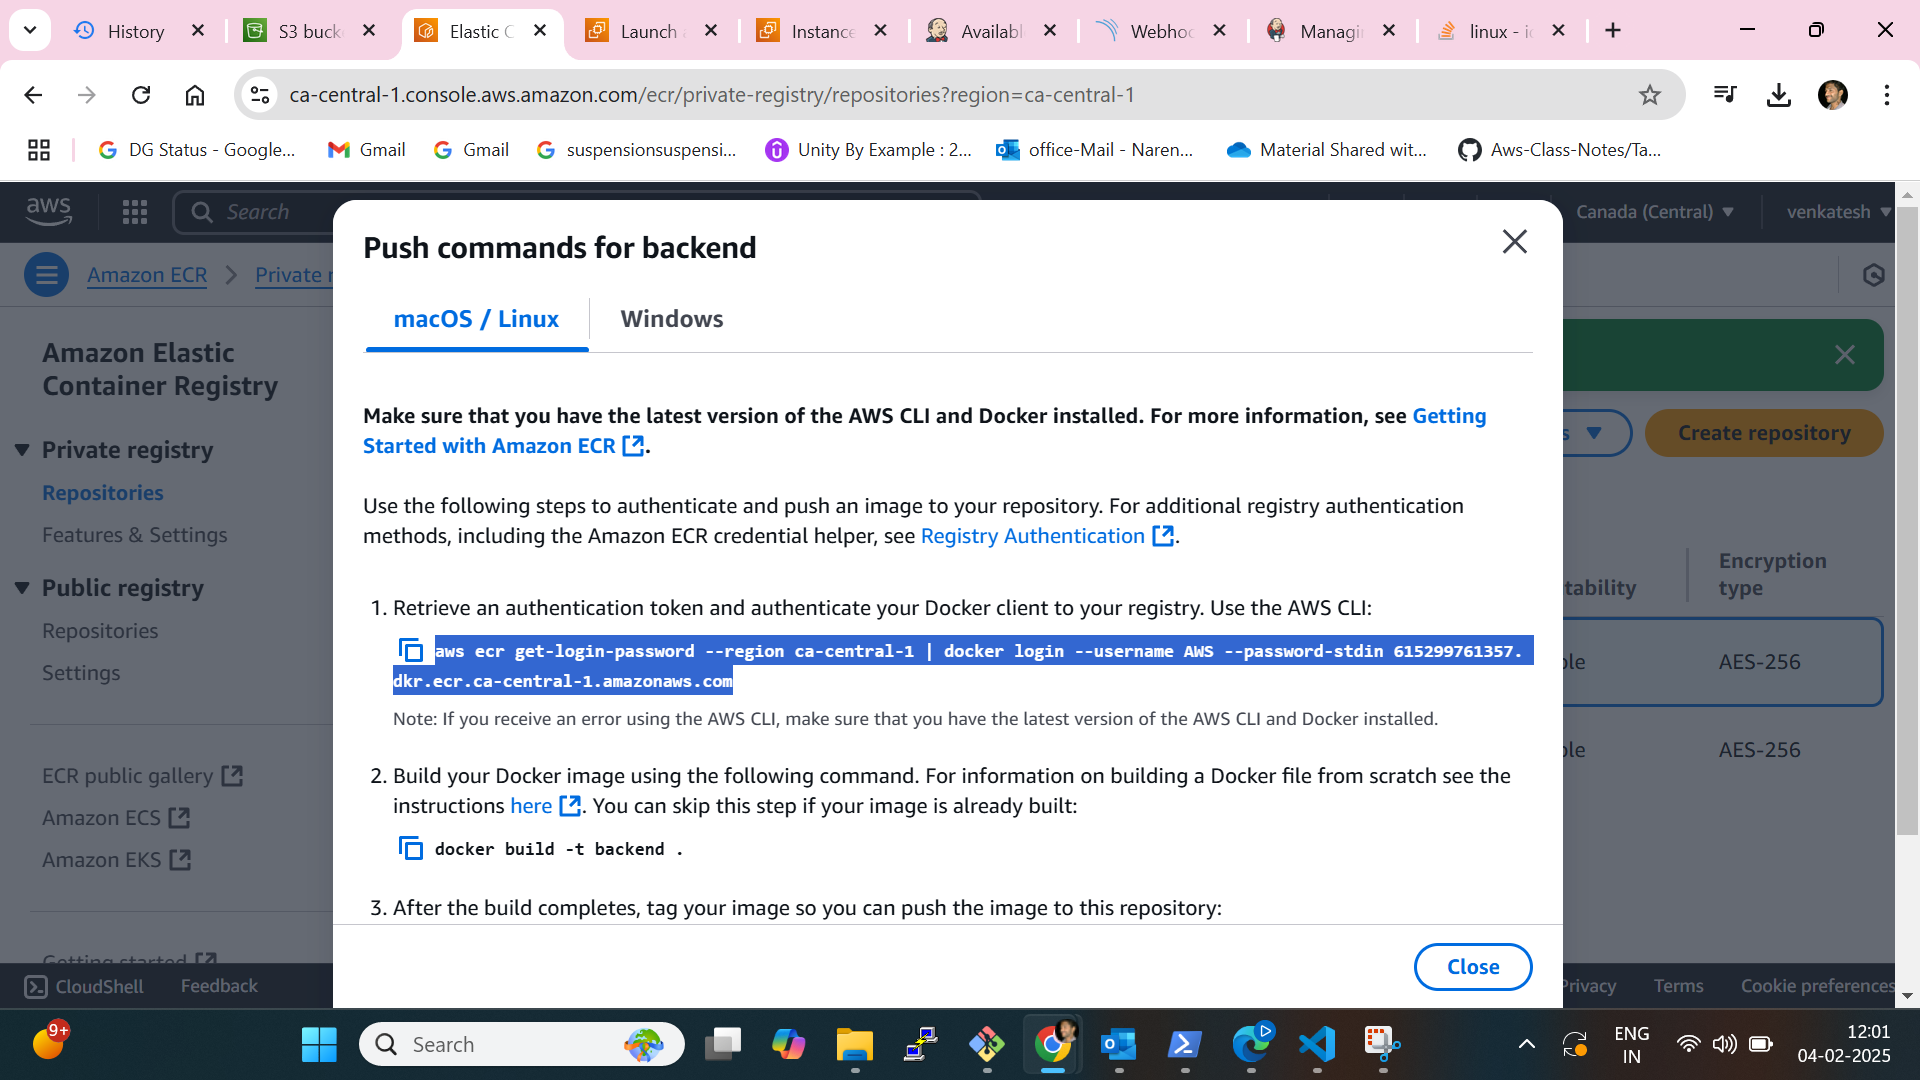 History
S3 buck
Elastic C
Launch
Instance
Availabl
Webhoo
Managi
linux - i
ca-central-1.console.aws.amazon.com/ecr/private-registry/repositories?region=ca-central-1
DG Status - Google...
Gmail
Gmail
suspensionsuspensi...
Unity By Example : 2...
office-Mail - Naren...
Material Shared wit...
Aws-Class-Notes/Ta...
aws
Search
Canada (Central)
venkatesh
Amazon ECR
Private r
Amazon Elastic
Container Registry
Private registry
Repositories
Features & Settings
Public registry
Repositories
Settings
ECR public gallery
Amazon ECS
Amazon EKS
Getting started
Push commands for backend
macOS / Linux
Windows
Make sure that you have the latest version of the AWS CLI and Docker installed. For more information, see Getting
Started with Amazon ECR.
Use the following steps to authenticate and push an image to your repository. For additional registry authentication
methods, including the Amazon ECR credential helper, see Registry Authentication.
1. Retrieve an authentication token and authenticate your Docker client to your registry. Use the AWS CLI:
aws ecr get-login-password --region ca-central-1 | docker login --username AWS --password-stdin 615299761357.
dkr.ecr.ca-central-1.amazonaws.com
Note: If you receive an error using the AWS CLI, make sure that you have the latest version of the AWS CLI and Docker installed.
2. Build your Docker image using the following command. For information on building a Docker file from scratch see the
instructions here. You can skip this step if your image is already built:
docker build -t backend .
3. After the build completes, tag your image so you can push the image to this repository:
Close
s
Create repository
tability
Encryption
type
ble
AES-256
ble
AES-256
CloudShell
Feedback
Privacy
Terms
Cookie preferences
9+
Search
ENG
IN
12:01
04-02-2025